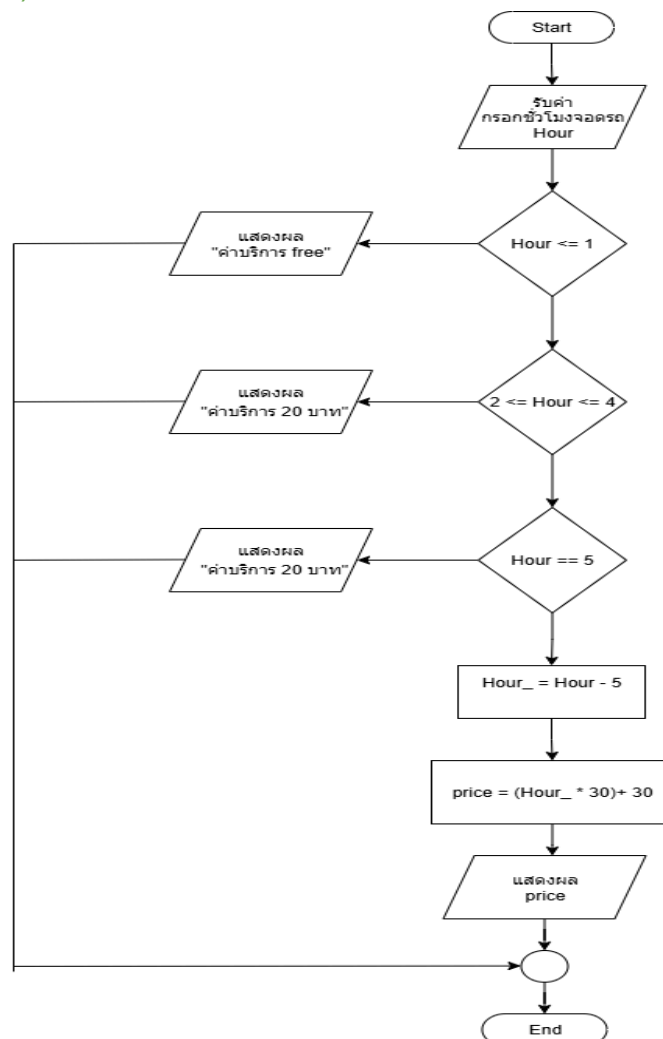 Start
รับค่า
กรอกชั่วโมงจอดรถ
Hour
แสดงผล
"ค่าบริการ free"
Hour <= 1
แสดงผล
"ค่าบริการ 20 บาท"
2 <= Hour <= 4
แสดงผล
"ค่าบริการ 20 บาท"
Hour == 5
Hour_ = Hour - 5
price = (Hour_ * 30)+ 30
แสดงผล
price
End